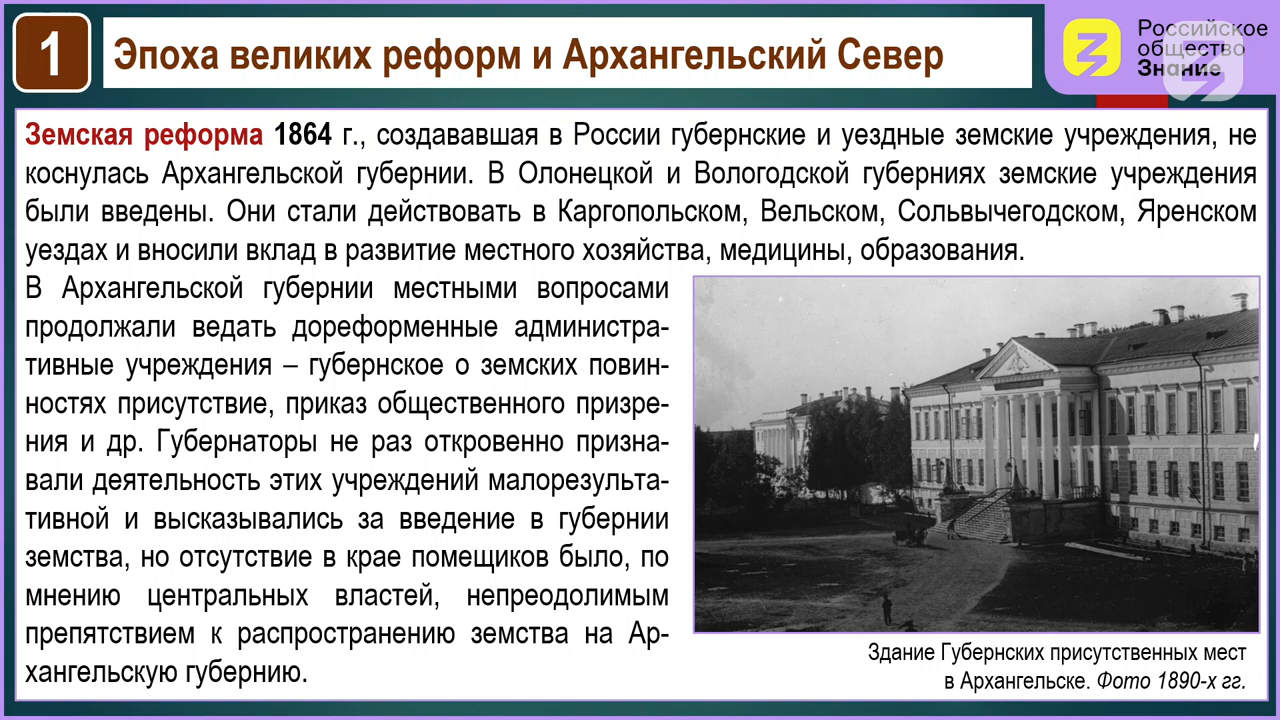 1
Эпоха великих реформ и Архангельский Север
Российское
общество
Знание
Земская реформа 1864 г., создававшая в России губернские и уездные земские учреждения, не
коснулась Архангельской губернии. В Олонецкой и Вологодской губерниях земские учреждения
были введены. Они стали действовать в Каргопольском, Вельском, Сольвычегодском, Яренском
уездах и вносили вклад в развитие местного хозяйства, медицины, образования.
В Архангельской губернии местными вопросами
продолжали ведать дореформенные администра-
тивные учреждения – губернское о земских повин-
ностях присутствие, приказ общественного призре-
ния и др. Губернаторы не раз откровенно призна-
вали деятельность этих учреждений малорезульта-
тивной и высказывались за введение в губернии
земства, но отсутствие в крае помещиков было, по
мнению центральных властей, непреодолимым
препятствием к распространению земства на Ар-
хангельскую губернию.
Здание Губернских присутственных мест
в Архангельске. Фото 1890-х гг.